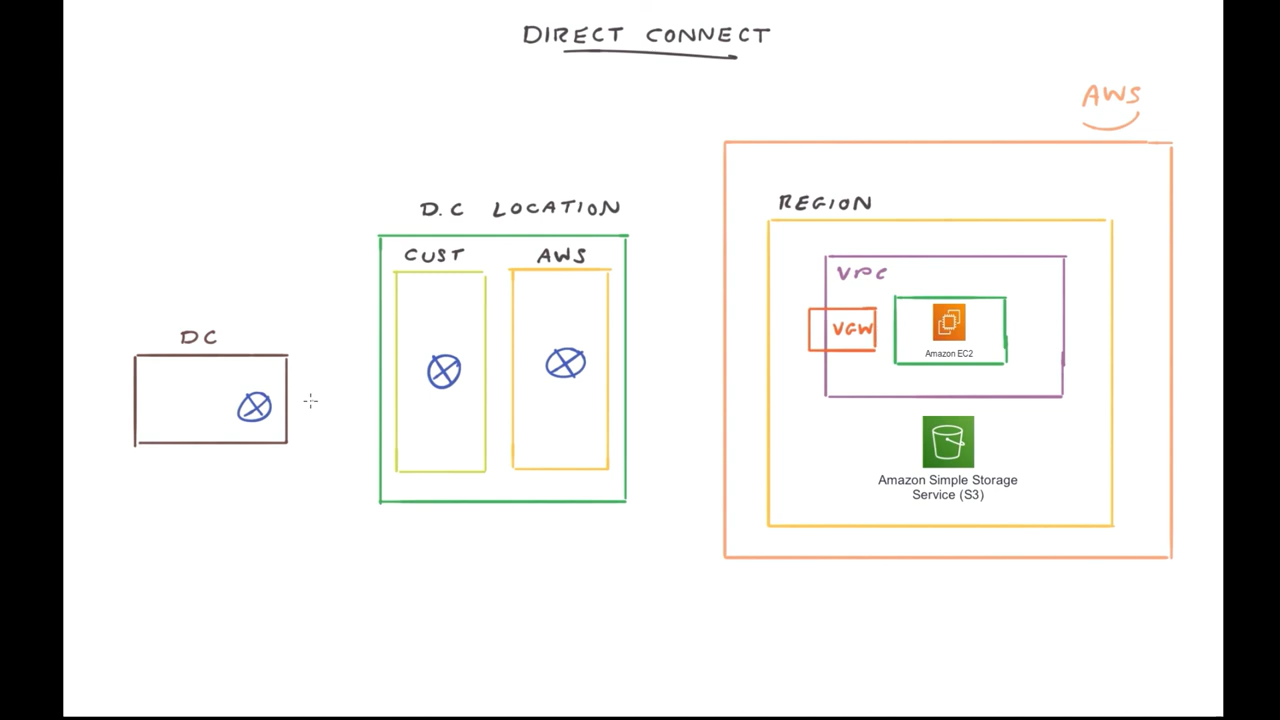 DIRECT CONNECT
AWS
D.C LOCATION
REGION
CUST
AWS
VPC
VGW
Amazon EC2
DC
Amazon Simple Storage
Service (S3)